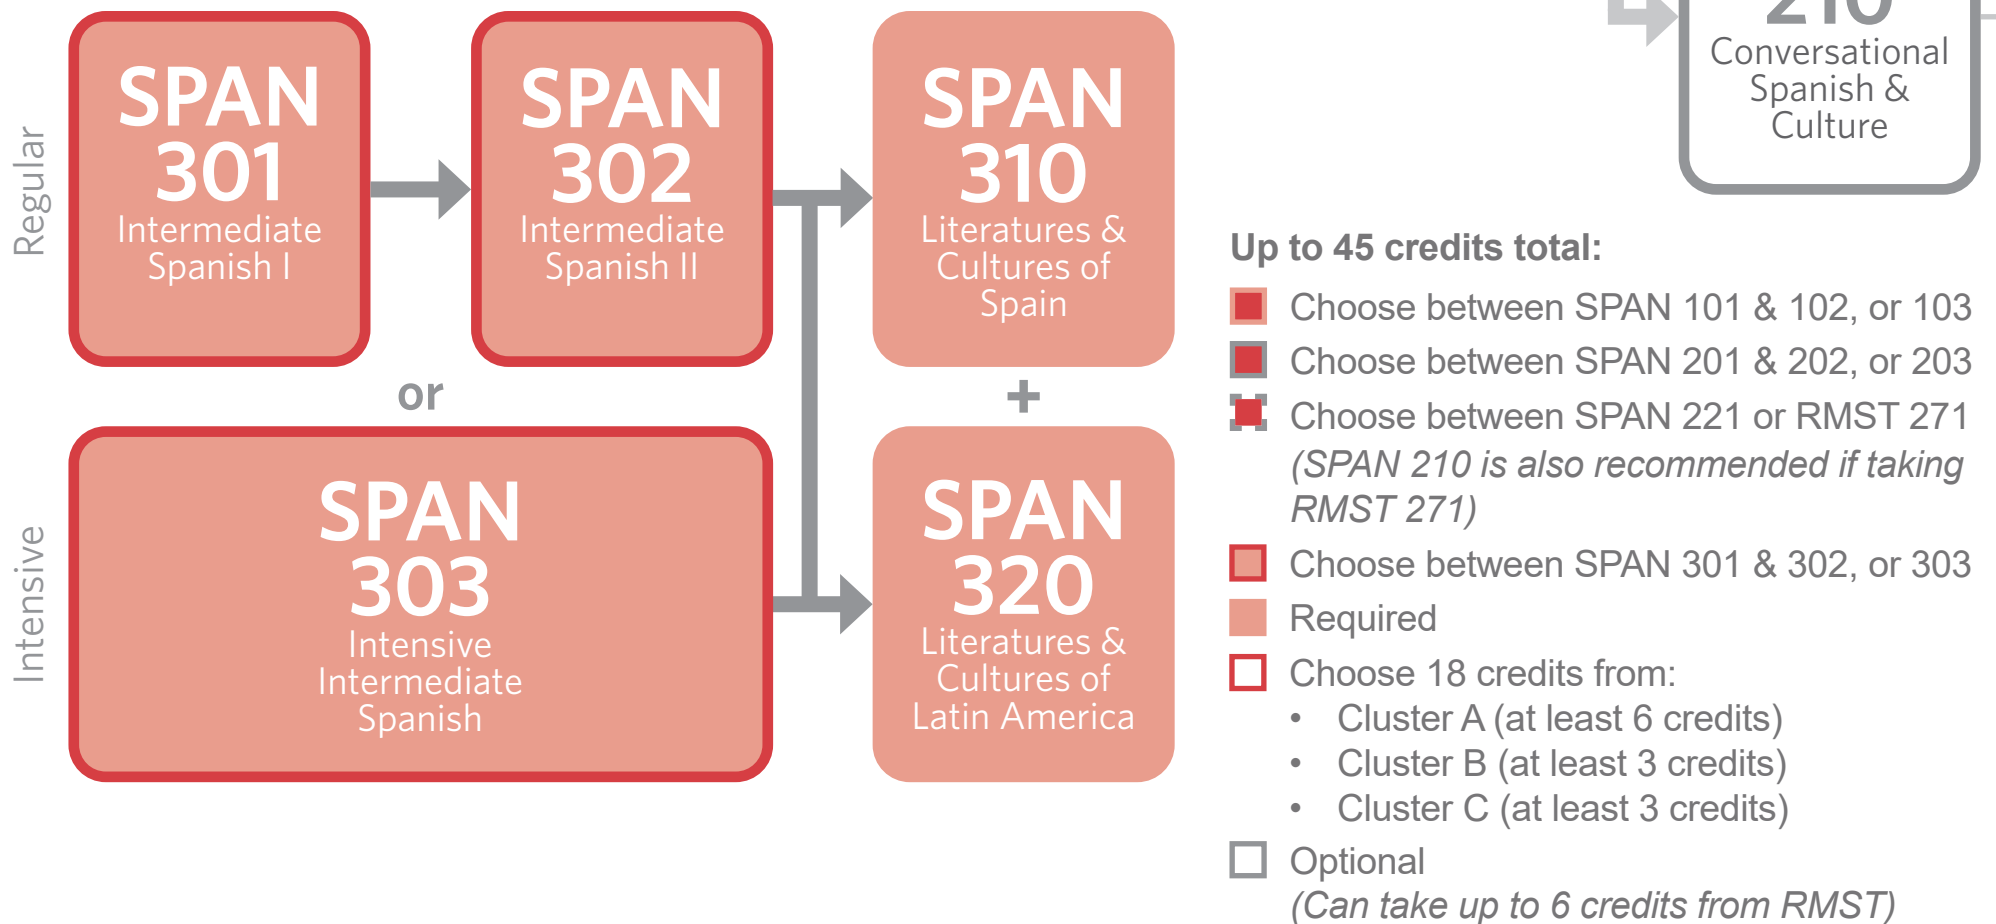 Regular
SPAN
301
Intermediate
Spanish I
SPAN
302
Intermediate
Spanish II
SPAN
310
Literatures &
Cultures of
Spain
or
+
Intensive
SPAN
303
Intensive
Intermediate
Spanish
SPAN
320
Literatures &
Cultures of
Latin America
210
Conversational
Spanish &
Culture
Up to 45 credits total:
Choose between SPAN 101 & 102, or 103
Choose between SPAN 201 & 202, or 203
Choose between SPAN 221 or RMST 271
(SPAN 210 is also recommended if taking
RMST 271)
Choose between SPAN 301 & 302, or 303
Required
Choose 18 credits from:
• Cluster A (at least 6 credits)
• Cluster B (at least 3 credits)
• Cluster C (at least 3 credits)
Optional
(Can take up to 6 credits from RMST)